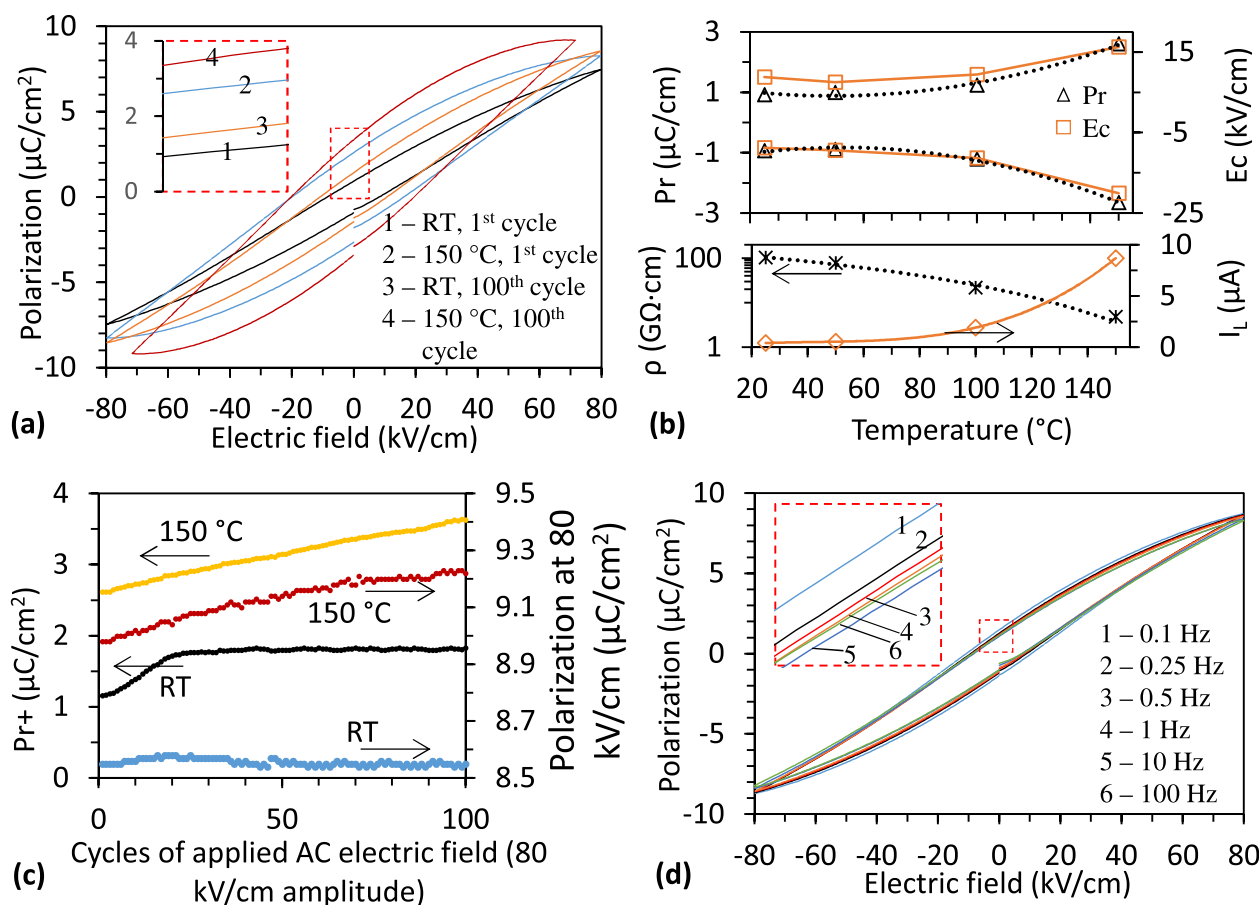 (a)
Polarization (µC/cm²)
10
5
0
-5
-10
4
3
2
1
0
4
2
3
1
1 – RT, 1st cycle
2 – 150 °C, 1st cycle
3 – RT, 100th cycle
4 – 150 °C, 100th
cycle
-80 -60 -40 -20 0 20 40 60 80
Electric field (kV/cm)
(b)
Pr (µC/cm)
3
1
-1
-3
Pr
Ec
15
-5
-25
Ec (kV/cm)
ρ (GΩ·cm)
100
1
10
5
0
I_L (µA)
20 40 60 80 100 120 140
Temperature (°C)
(c)
Pr+ (µC/cm²)
4
3
2
1
0
150 °C
150 °C
RT
RT
9.5
9.3
9.1
8.9
8.7
8.5
Polarization at 80
kV/cm (µC/cm²)
0 50 100
Cycles of applied AC electric field (80
kV/cm amplitude)
(d)
Polarization (µC/cm²)
10
5
0
-5
-10
1
2
3
4
6
5
1 – 0.1 Hz
2 – 0.25 Hz
3 – 0.5 Hz
4 – 1 Hz
5 – 10 Hz
6 – 100 Hz
-80 -60 -40 -20 0 20 40 60 80
Electric field (kV/cm)